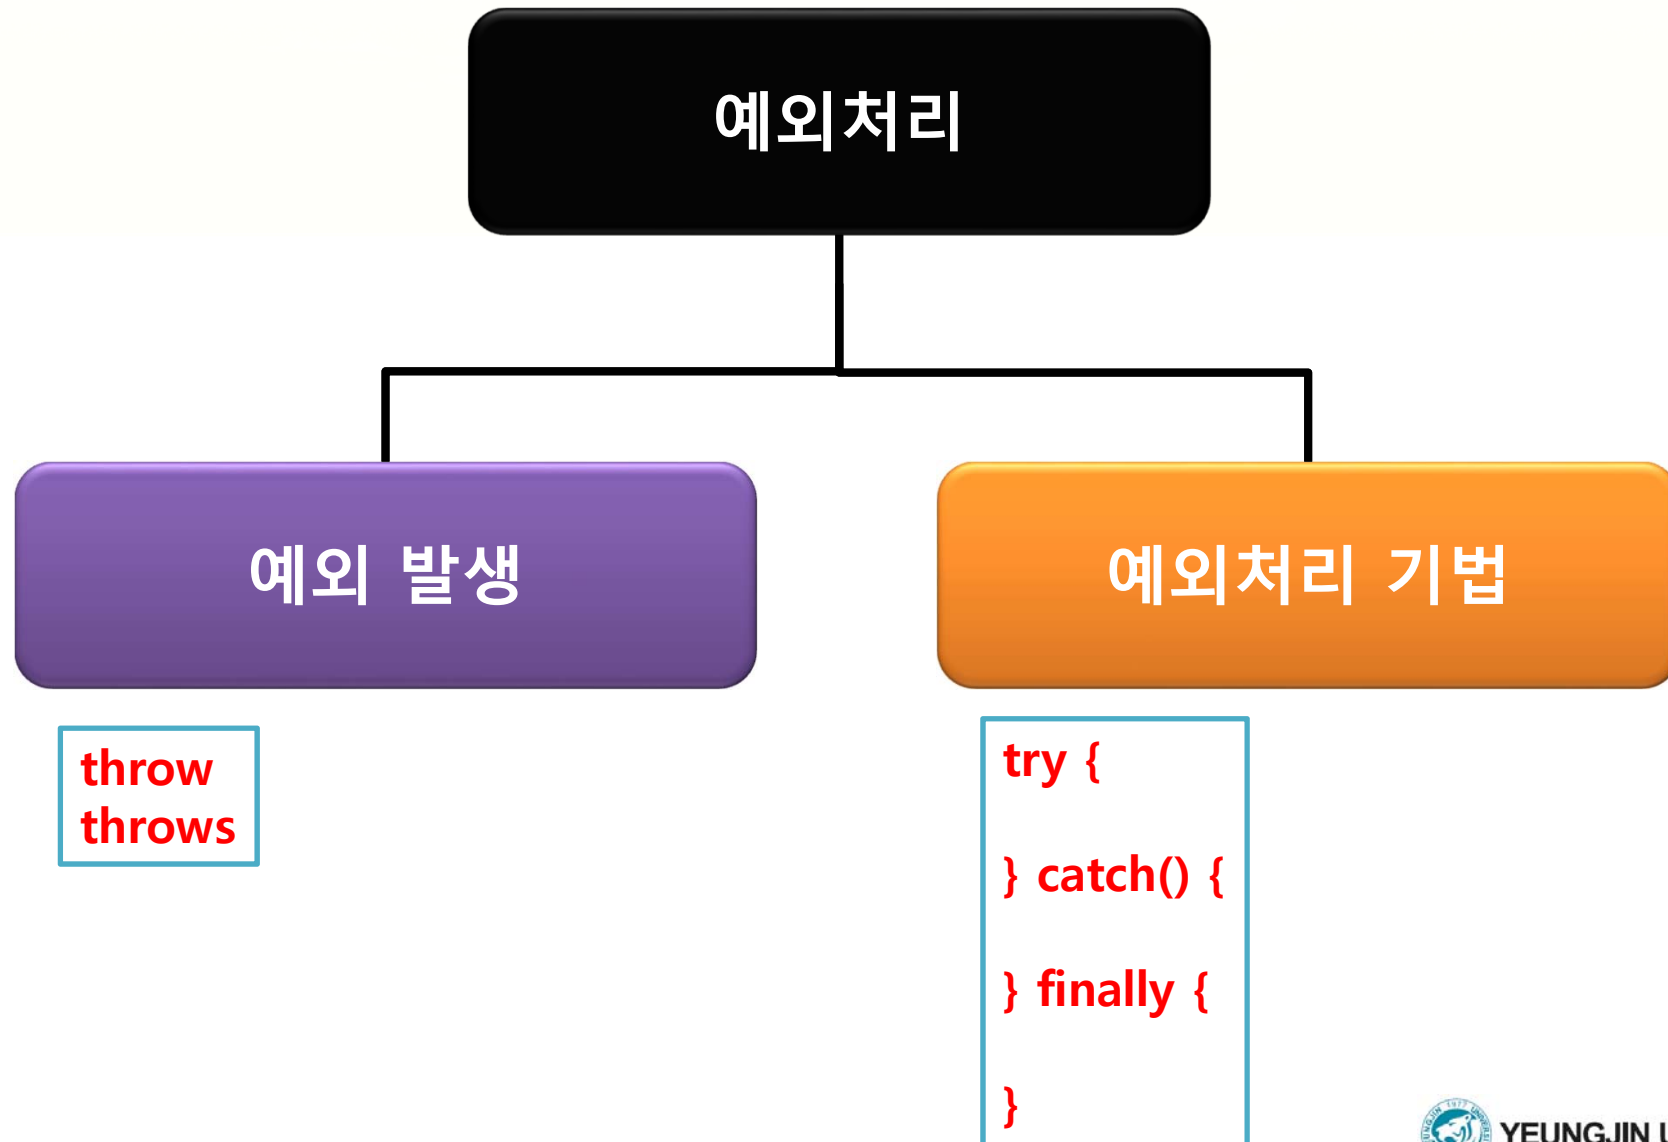 예외처리
예외 발생
예외처리 기법
throw
throws
try {
} catch() {
} finally {
}
YEUNGJIN